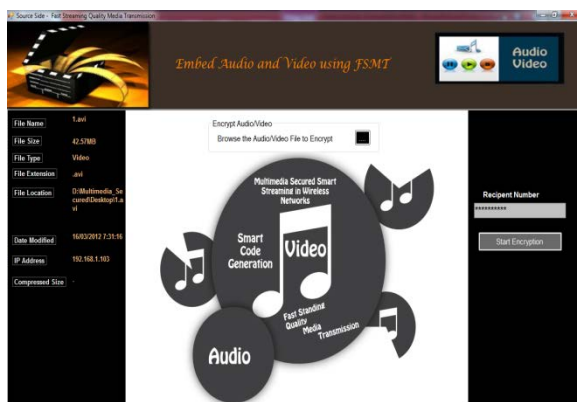 Source Side - Fast Streaming Quality Media Transmission
Embed Audio and Video using FSMT
Audio
Video
File Name 1.avi
File Size 42.57MB
File Type Video
File Extension .avi
File Location D:\Multimedia_Se
cured\Desktop\1.a
vi
Date Modified 16/03/2012 7:31:16
IP Address 192.168.1.103
Compressed Size -
Encrypt Audio/Video
Browse the Audio/Video File to Encrypt
Multimedia Secured Smart
Streaming in Wireless
Networks
Smart
Code
Generation
Video
Fast Standing
Quality
Media
Transmission
Audio
Recipent Number
**********
Start Encryption